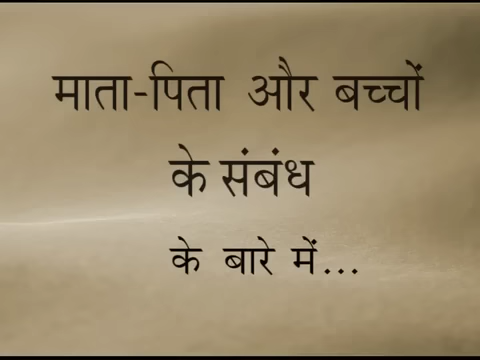 माता-पिता और बच्चों
के संबंध
के बारे में...